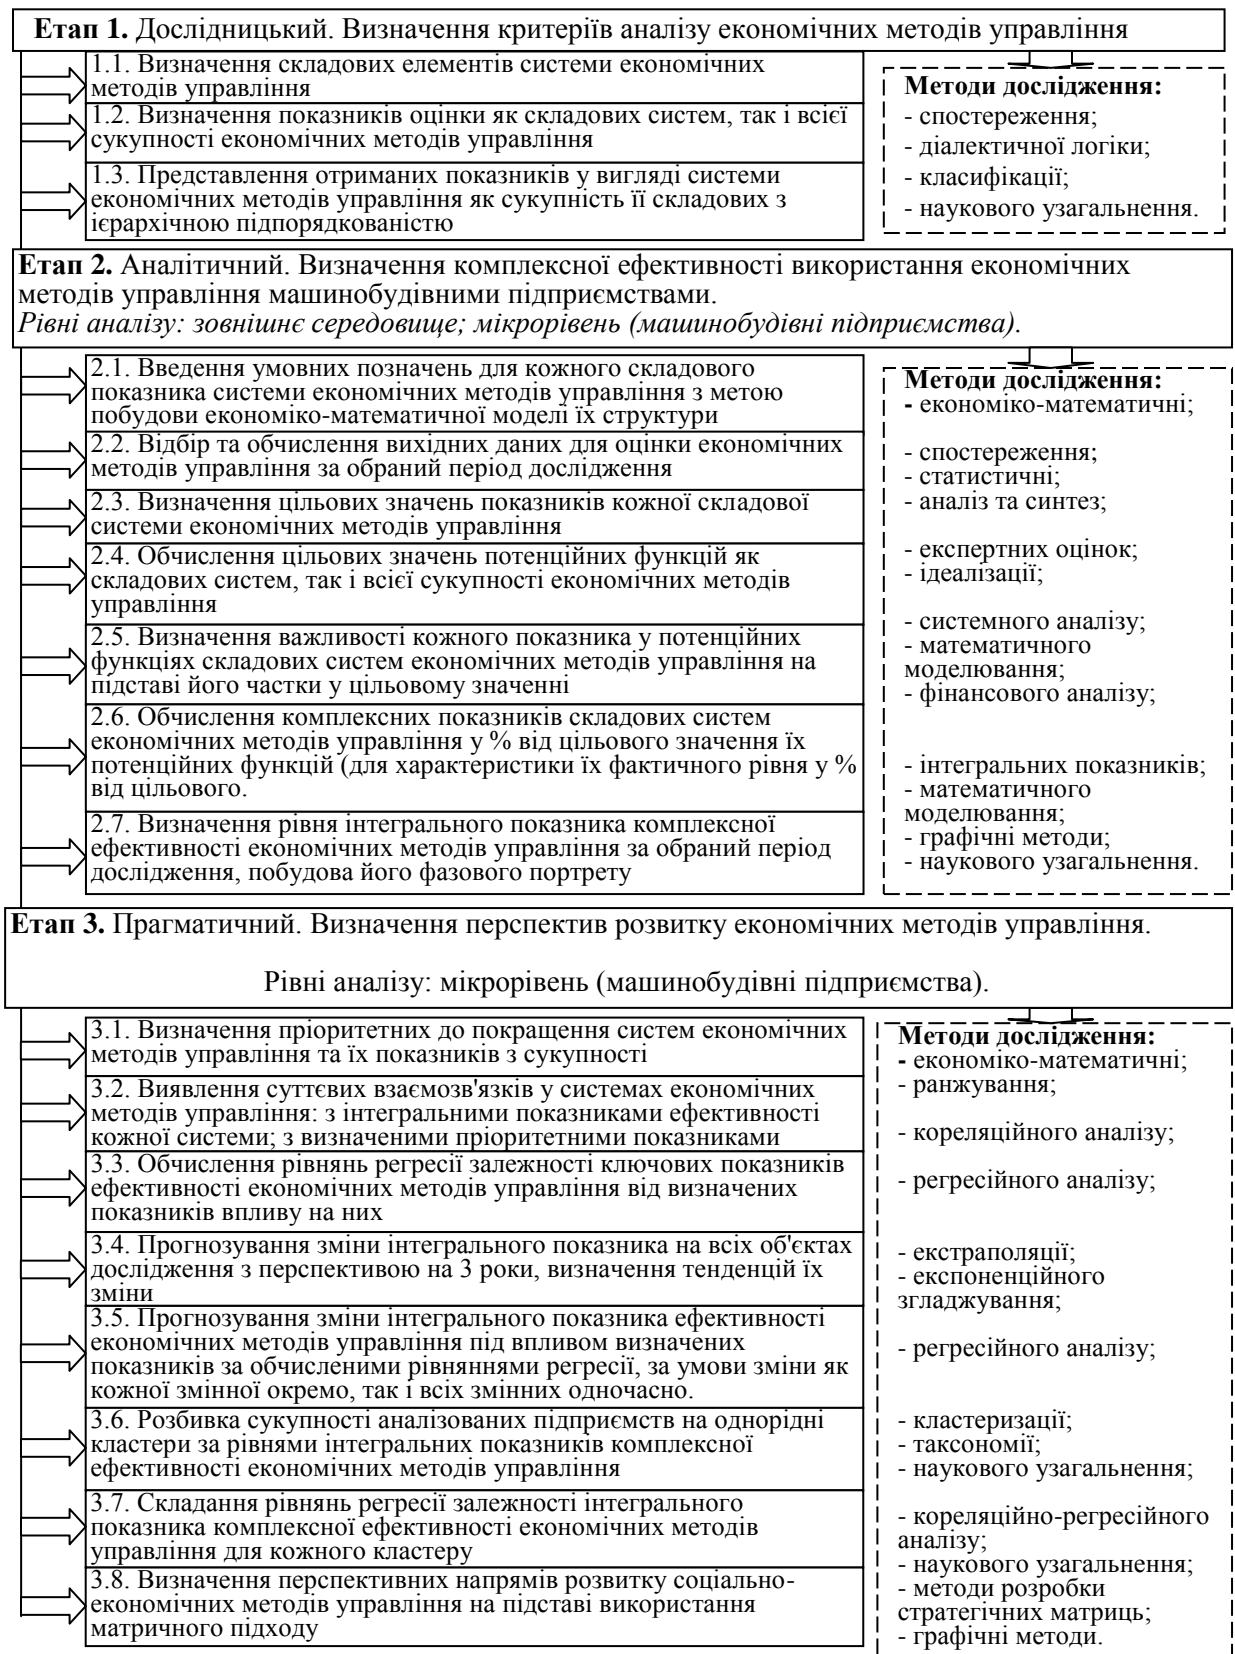 Етап 1. Дослідницький. Визначення критеріїв аналізу економічних методів управління
1.1. Визначення складових елементів системи економічних
методів управління
1.2. Визначення показників оцінки як складових систем, так і всієї
сукупності економічних методів управління
1.3. Представлення отриманих показників у вигляді системи
економічних методів управління як сукупність її складових з
ієрархічною підпорядкованістю
Методи дослідження:
- спостереження;
- діалектичної логіки;
- класифікації;
- наукового узагальнення.
Етап 2. Аналітичний. Визначення комплексної ефективності використання економічних
методів управління машинобудівними підприємствами.
Рівні аналізу: зовнішнє середовище; мікрорівень (машинобудівні підприємства).
2.1. Введення умовних позначень для кожного складового
показника системи економічних методів управління з метою
побудови економіко-математичної моделі їх структури
2.2. Відбір та обчислення вихідних даних для оцінки економічних
методів управління за обраний період дослідження
2.3. Визначення цільових значень показників кожної складової
системи економічних методів управління
2.4. Обчислення цільових значень потенційних функцій як
складових систем, так і всієї сукупності економічних методів
управління
2.5. Визначення важливості кожного показника у потенційних
функціях складових систем економічних методів управління на
підставі його частки у цільовому значенні
2.6. Обчислення комплексних показників складових систем
економічних методів управління у % від цільового значення їх
потенційних функцій (для характеристики їх фактичного рівня у %
від цільового.
2.7. Визначення рівня інтегрального показника комплексної
ефективності економічних методів управління за обраний період
дослідження, побудова його фазового портрету
Методи дослідження:
- економіко-математичні;
- спостереження;
- статистичні;
- аналіз та синтез;
- експертних оцінок;
- ідеалізації;
- системного аналізу;
- математичного
моделювання;
- фінансового аналізу;
- інтегральних показників;
- математичного
моделювання;
- графічні методи;
- наукового узагальнення.
Етап 3. Прагматичний. Визначення перспектив розвитку економічних методів управління.
Рівні аналізу: мікрорівень (машинобудівні підприємства).
3.1. Визначення пріоритетних до покращення систем економічних
методів управління та їх показників з сукупності
3.2. Виявлення суттєвих взаємозв'язків у системах економічних
методів управління: з інтегральними показниками ефективності
кожної системи; з визначеними пріоритетними показниками
3.3. Обчислення рівнянь регресії залежності ключових показників
ефективності економічних методів управління від визначених
показників впливу на них
3.4. Прогнозування зміни інтегрального показника на всіх об'єктах
дослідження з перспективою на 3 роки, визначення тенденцій їх
зміни
3.5. Прогнозування зміни інтегрального показника ефективності
економічних методів управління під впливом визначених
показників за обчисленими рівняннями регресії, за умови зміни як
кожної змінної окремо, так і всіх змінних одночасно.
3.6. Розбивка сукупності аналізованих підприємств на однорідні
кластери за рівнями інтегральних показників комплексної
ефективності економічних методів управління
3.7. Складання рівнянь регресії залежності інтегрального
показника комплексної ефективності економічних методів
управління для кожного кластеру
3.8. Визначення перспективних напрямів розвитку соціально-
економічних методів управління на підставі використання
матричного підходу
Методи дослідження:
- економіко-математичні;
- ранжування;
- кореляційного аналізу;
- регресійного аналізу;
- екстраполяції;
- експоненційного
згладжування;
- регресійного аналізу;
- кластеризації;
- таксономії;
- наукового узагальнення;
- кореляційно-регресійного
аналізу;
- наукового узагальнення;
- методи розробки
стратегічних матриць;
- графічні методи.